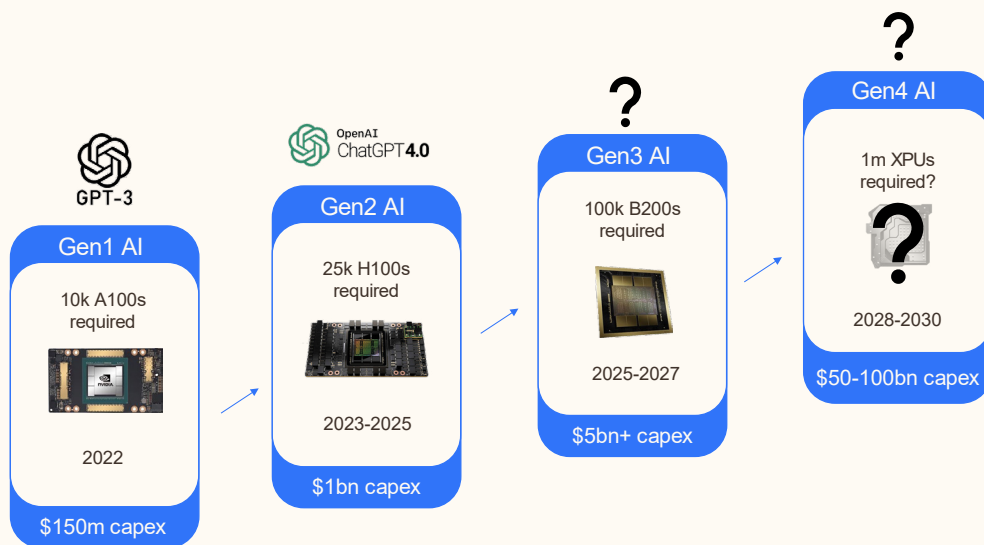 GPT-3
Gen1 AI
10k A100s
required
NVIDIA
2022
$150m capex
OpenAI
ChatGPT4.0
Gen2 AI
25k H100s
required
2023-2025
$1bn capex
?
Gen3 AI
100k B200s
required
2025-2027
$5bn+ capex
?
Gen4 AI
1m XPUs
required?
?
2028-2030
$50-100bn capex